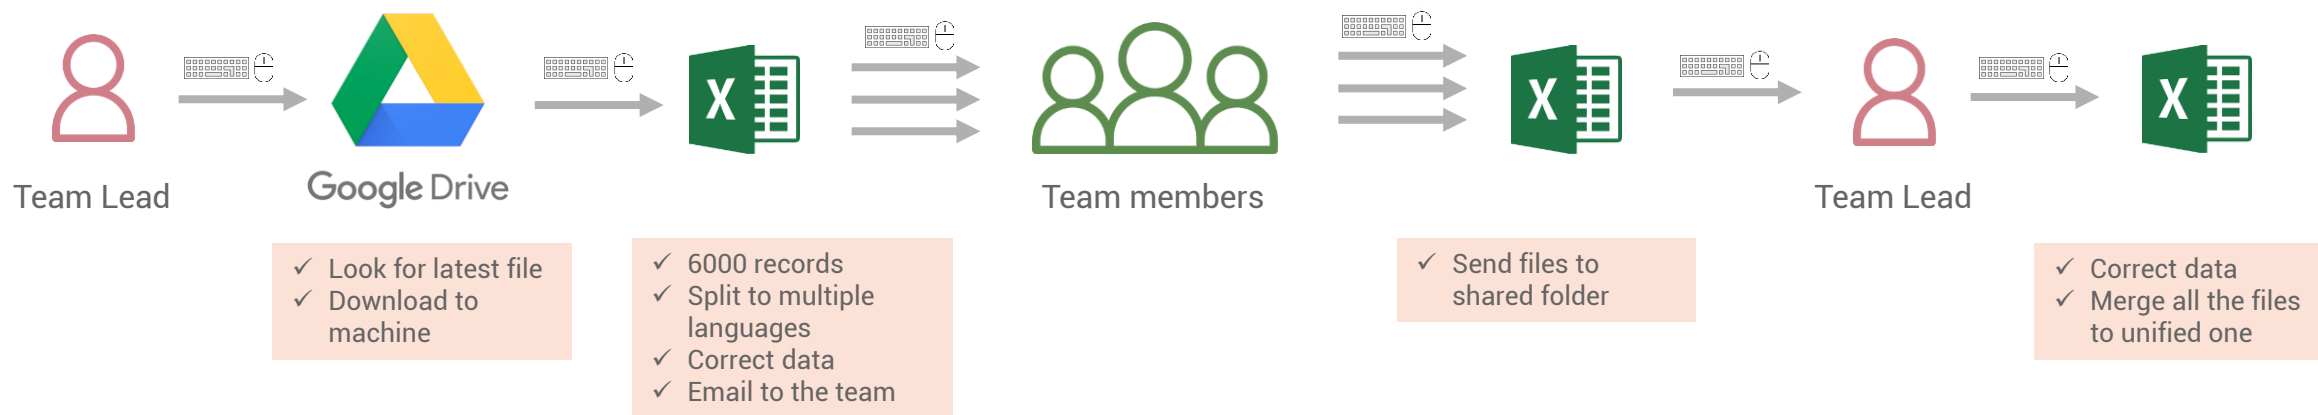 X
X
X
Team Lead
Google Drive
Team members
Team Lead
✓ Look for latest file
✓ Download to
machine
✓ 6000 records
✓ Split to multiple
languages
✓ Correct data
✓ Email to the team
✓ Send files to
shared folder
✓ Correct data
✓ Merge all the files
to unified one